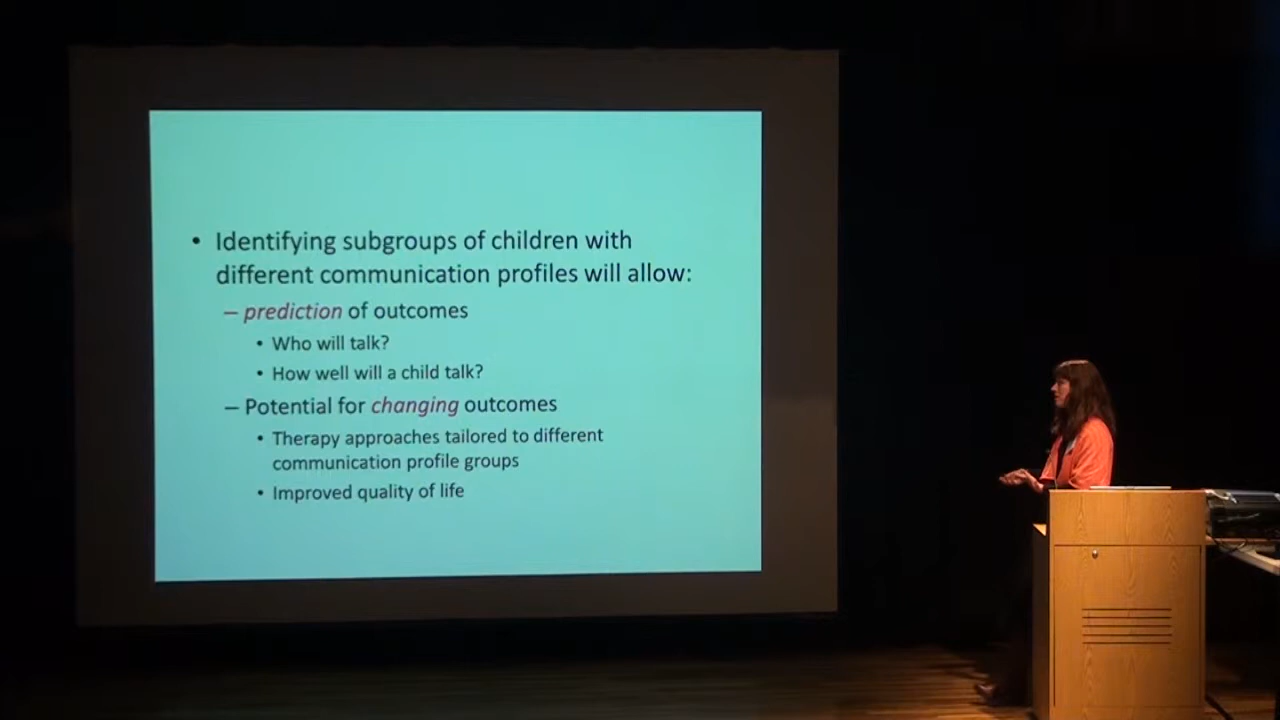 • Identifying subgroups of children with
different communication profiles will allow:
– prediction of outcomes
• Who will talk?
• How well will a child talk?
– Potential for changing outcomes
• Therapy approaches tailored to different
communication profile groups
• Improved quality of life